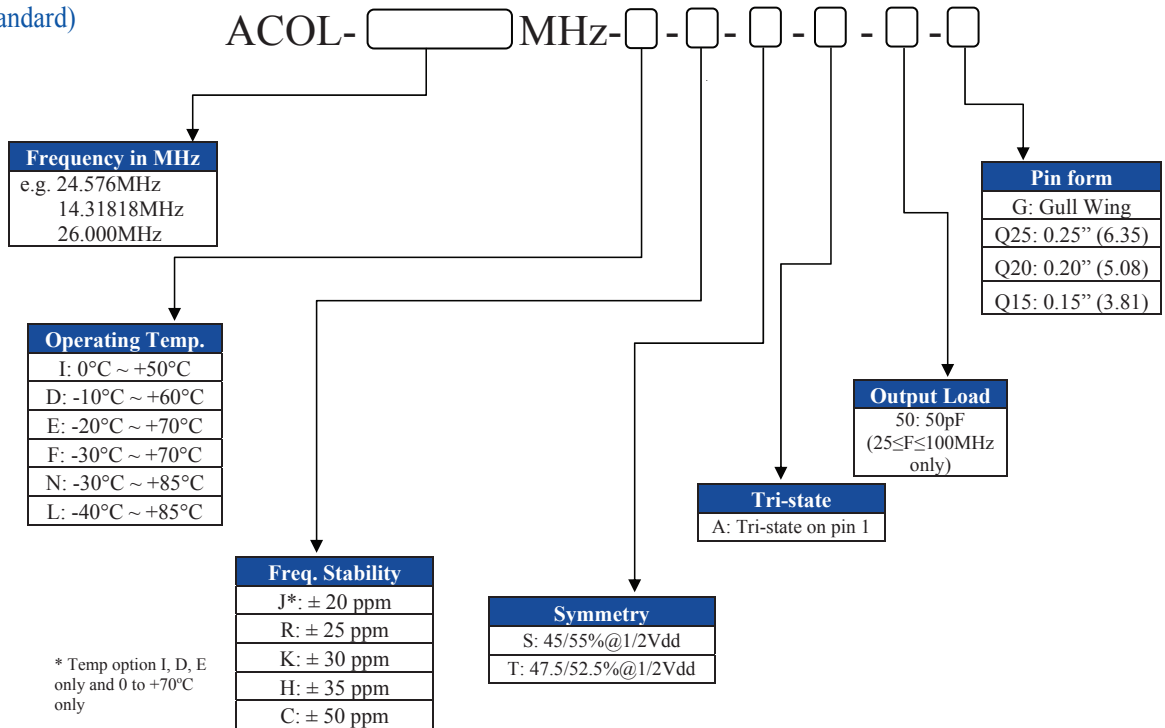 andard)
ACOL- MHz- - - - - -
Frequency in MHz
e.g. 24.576MHz
14.31818MHz
26.000MHz
Operating Temp.
I: 0°C ~ +50°C
D: -10°C ~ +60°C
E: -20°C ~ +70°C
F: -30°C ~ +70°C
N: -30°C ~ +85°C
L: -40°C ~ +85°C
* Temp option I, D, E
only and 0 to +70ºC
only
Freq. Stability
J*: ± 20 ppm
R: ± 25 ppm
K: ± 30 ppm
H: ± 35 ppm
C: ± 50 ppm
Symmetry
S: 45/55%@1/2Vdd
T: 47.5/52.5%@1/2Vdd
Tri-state
A: Tri-state on pin 1
Output Load
50: 50pF
(25≤F≤100MHz
only)
Pin form
G: Gull Wing
Q25: 0.25” (6.35)
Q20: 0.20” (5.08)
Q15: 0.15” (3.81)